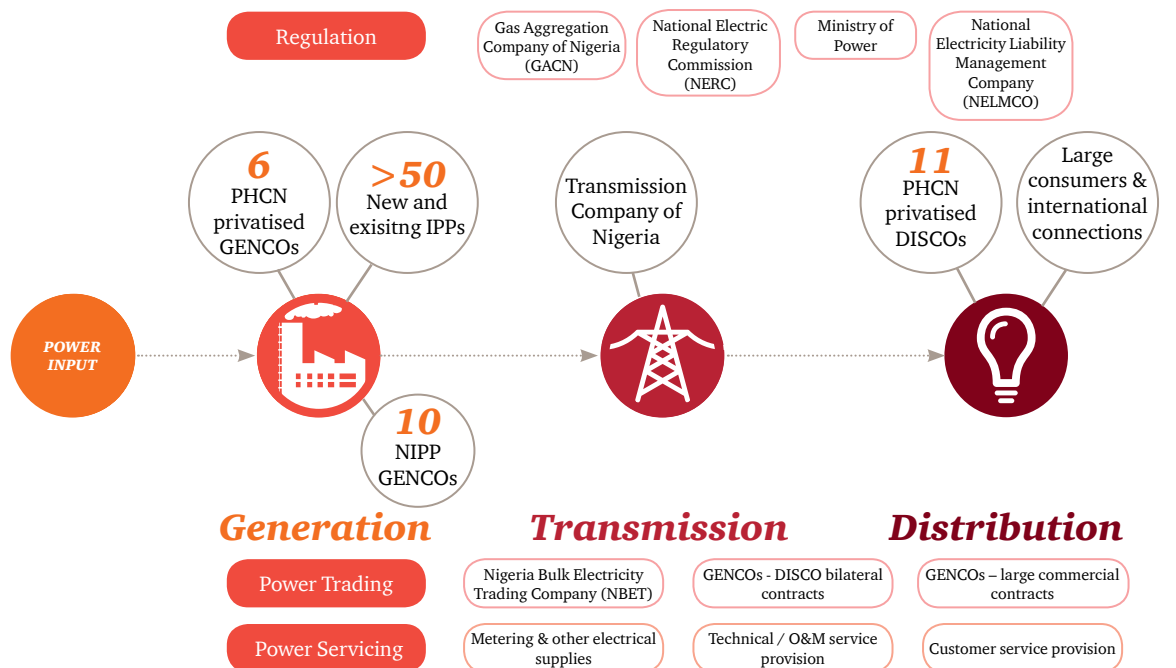 Regulation
Gas Aggregation
Company of Nigeria
(GACN)
National Electric
Regulatory
Commission
(NERC)
Ministry of
Power
National
Electricity Liability
Management
Company
(NELMCO)
6
PHCN
privatised
GENCOs
>50
New and
exisitng IPPs
Transmission
Company of
Nigeria
11
PHCN
privatised
DISCOs
Large
consumers &
international
connections
POWER
INPUT
10
NIPP
GENCOs
Generation
Transmission
Distribution
Power Trading
Nigeria Bulk Electricity
Trading Company (NBET)
GENCOs - DISCO bilateral
contracts
GENCOs – large commercial
contracts
Power Servicing
Metering & other electrical
supplies
Technical / O&M service
provision
Customer service provision